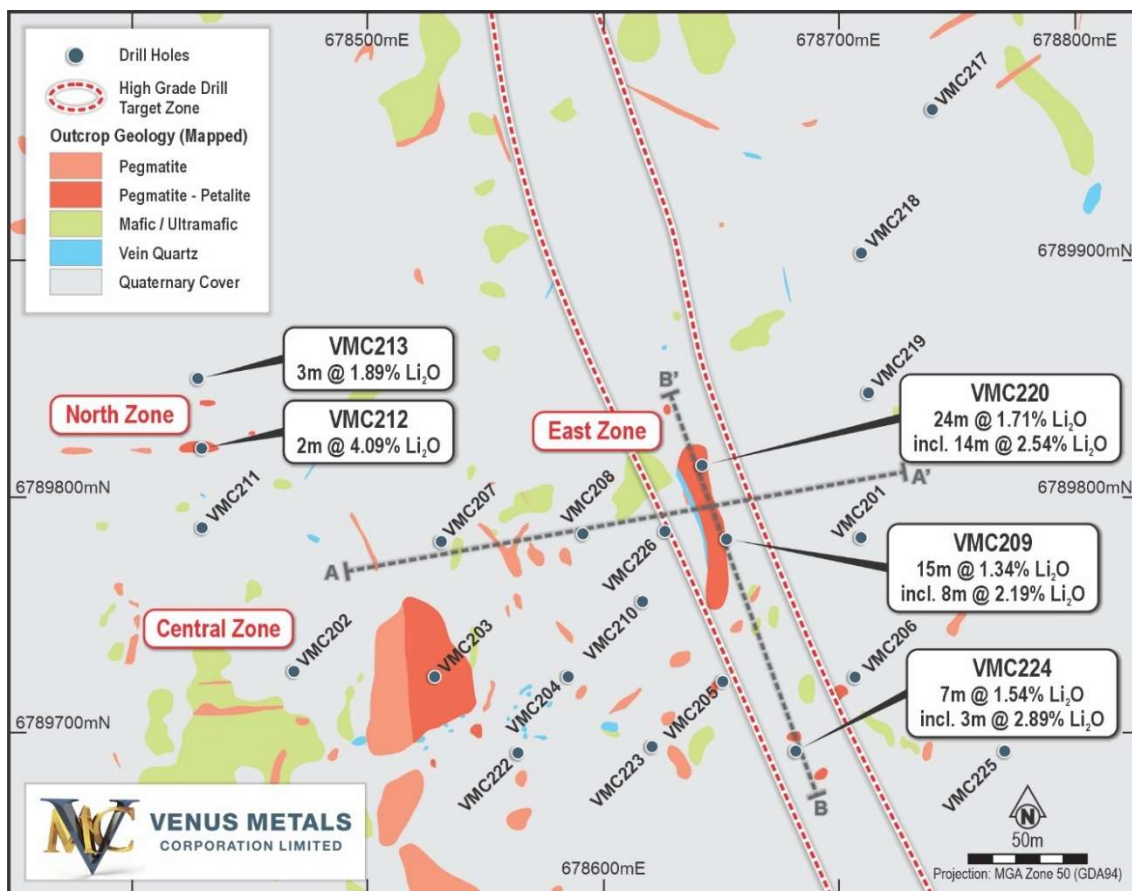 678500mE
678700mE
678800mE
Drill Holes
High Grade Drill
Target Zone
Outcrop Geology (Mapped)
Pegmatite
Pegmatite - Petalite
Mafic / Ultramafic
Vein Quartz
Quaternary Cover
VMC217
VMC218
6789900mN
VMC213
3m @ 1.89% Li₂O
VMC219
North Zone
VMC212
2m @ 4.09% Li₂O
East Zone
B'
VMC220
24m @ 1.71% Li₂O
incl. 14m @ 2.54% Li₂O
6789800mN
VMC211
VMC207
VMC208
VMC226
A'
VMC201
A
VMC209
15m @ 1.34% Li₂O
incl. 8m @ 2.19% Li₂O
Central Zone
VMC202
VMC203
VMC210
VMC204
VMC205
VMC206
6789700mN
VMC224
7m @ 1.54% Li₂O
incl. 3m @ 2.89% Li₂O
VMC222
VMC223
VMC225
B
VMC
VENUS METALS
CORPORATION LIMITED
678600mE
N
50m
Projection: MGA Zone 50 (GDA94)